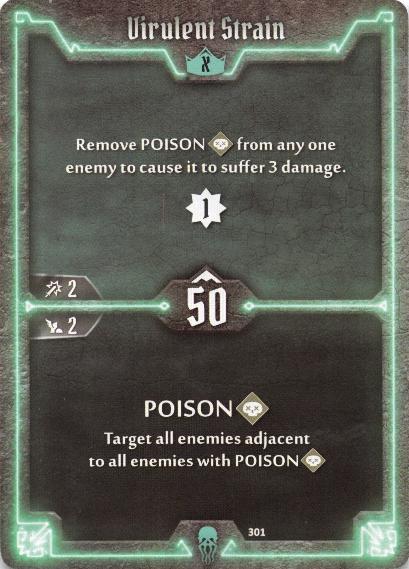 Virulent Strain
X
Remove POISON from any one
enemy to cause it to suffer 3 damage.
1
2
50
2
POISON
Target all enemies adjacent
to all enemies with POISON
301